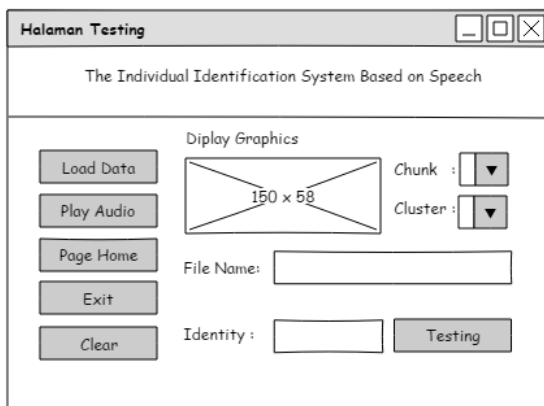 Halaman Testing
The Individual Identification System Based on Speech
Diplay Graphics
Load Data
Play Audio
Page Home
Exit
Clear
150 x 58
Chunk :
Cluster :
File Name:
Identity :
Testing